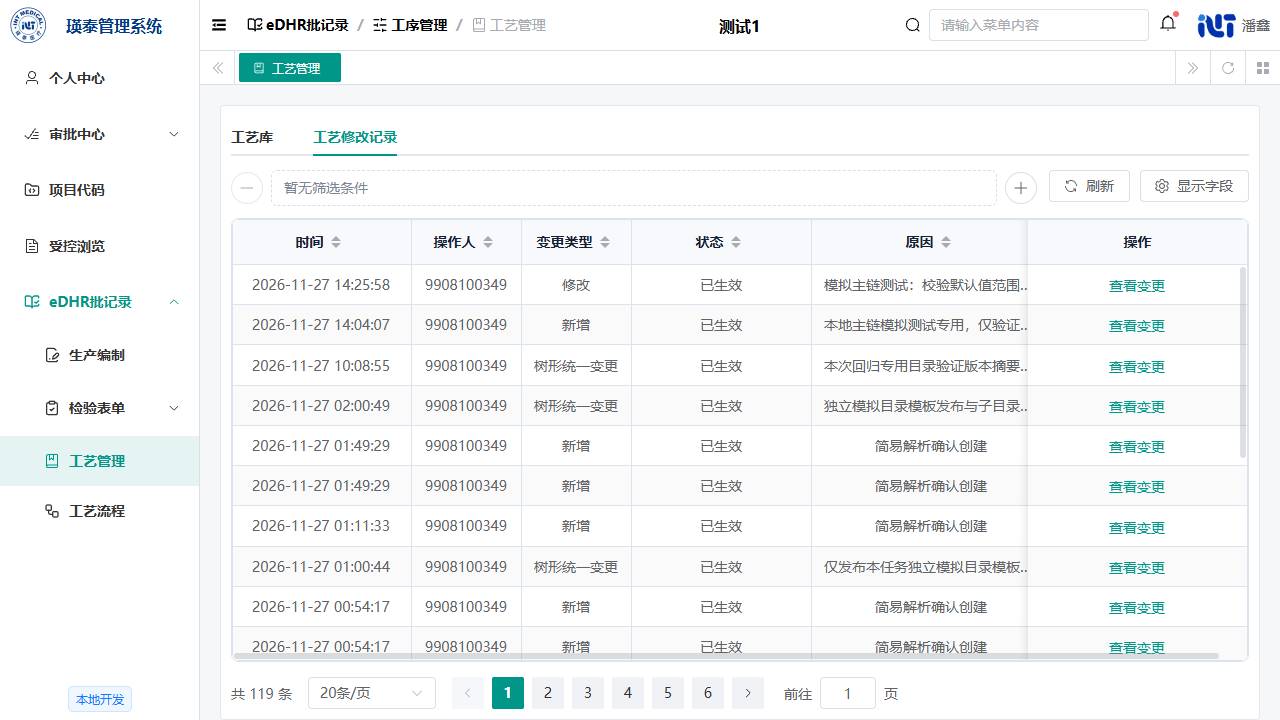 瑛泰管理系统
eDHR批记录 / 工序管理 / 工艺管理
测试1
请输入菜单内容
潘鑫
个人中心
审批中心
项目代码
受控浏览
eDHR批记录
生产编制
检验表单
工艺管理
工艺流程
本地开发
工艺管理
工艺库 工艺修改记录
暂无筛选条件 刷新 显示字段
时间 操作人 变更类型 状态 原因 操作
2026-11-27 14:25:58 9908100349 修改 已生效 模拟主链测试：校验默认值范围.. 查看变更
2026-11-27 14:04:07 9908100349 新增 已生效 本地主链模拟测试专用，仅验证.. 查看变更
2026-11-27 10:08:55 9908100349 树形统一变更 已生效 本次回归专用目录验证版本摘要.. 查看变更
2026-11-27 02:00:49 9908100349 树形统一变更 已生效 独立模拟目录模板发布与子目录.. 查看变更
2026-11-27 01:49:29 9908100349 新增 已生效 简易解析确认创建 查看变更
2026-11-27 01:49:29 9908100349 新增 已生效 简易解析确认创建 查看变更
2026-11-27 01:11:33 9908100349 新增 已生效 简易解析确认创建 查看变更
2026-11-27 01:00:44 9908100349 树形统一变更 已生效 仅发布本任务独立模拟目录模板.. 查看变更
2026-11-27 00:54:17 9908100349 新增 已生效 简易解析确认创建 查看变更
2026-11-27 00:54:17 9908100349 新增 已生效 简易解析确认创建 查看变更
共 119 条 20条/页 1 2 3 4 5 6 前往 1 页